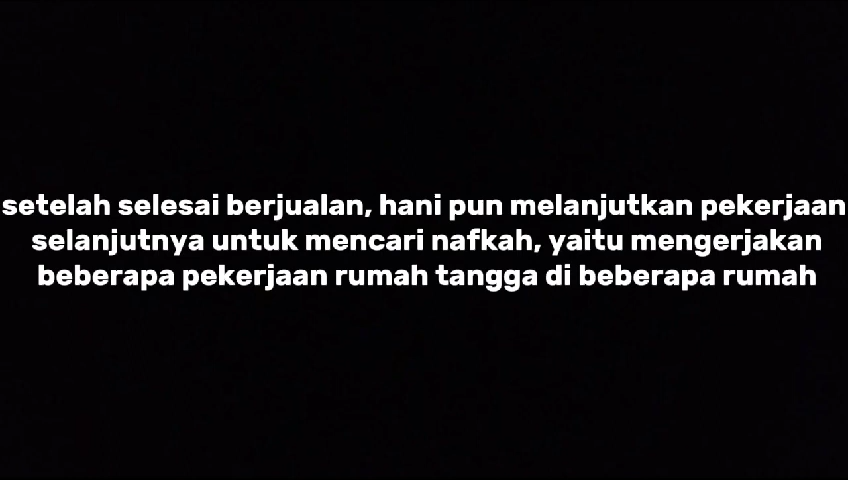 setelah selesai berjualan, hani pun melanjutkan pekerjaan
selanjutnya untuk mencari nafkah, yaitu mengerjakan
beberapa pekerjaan rumah tangga di beberapa rumah